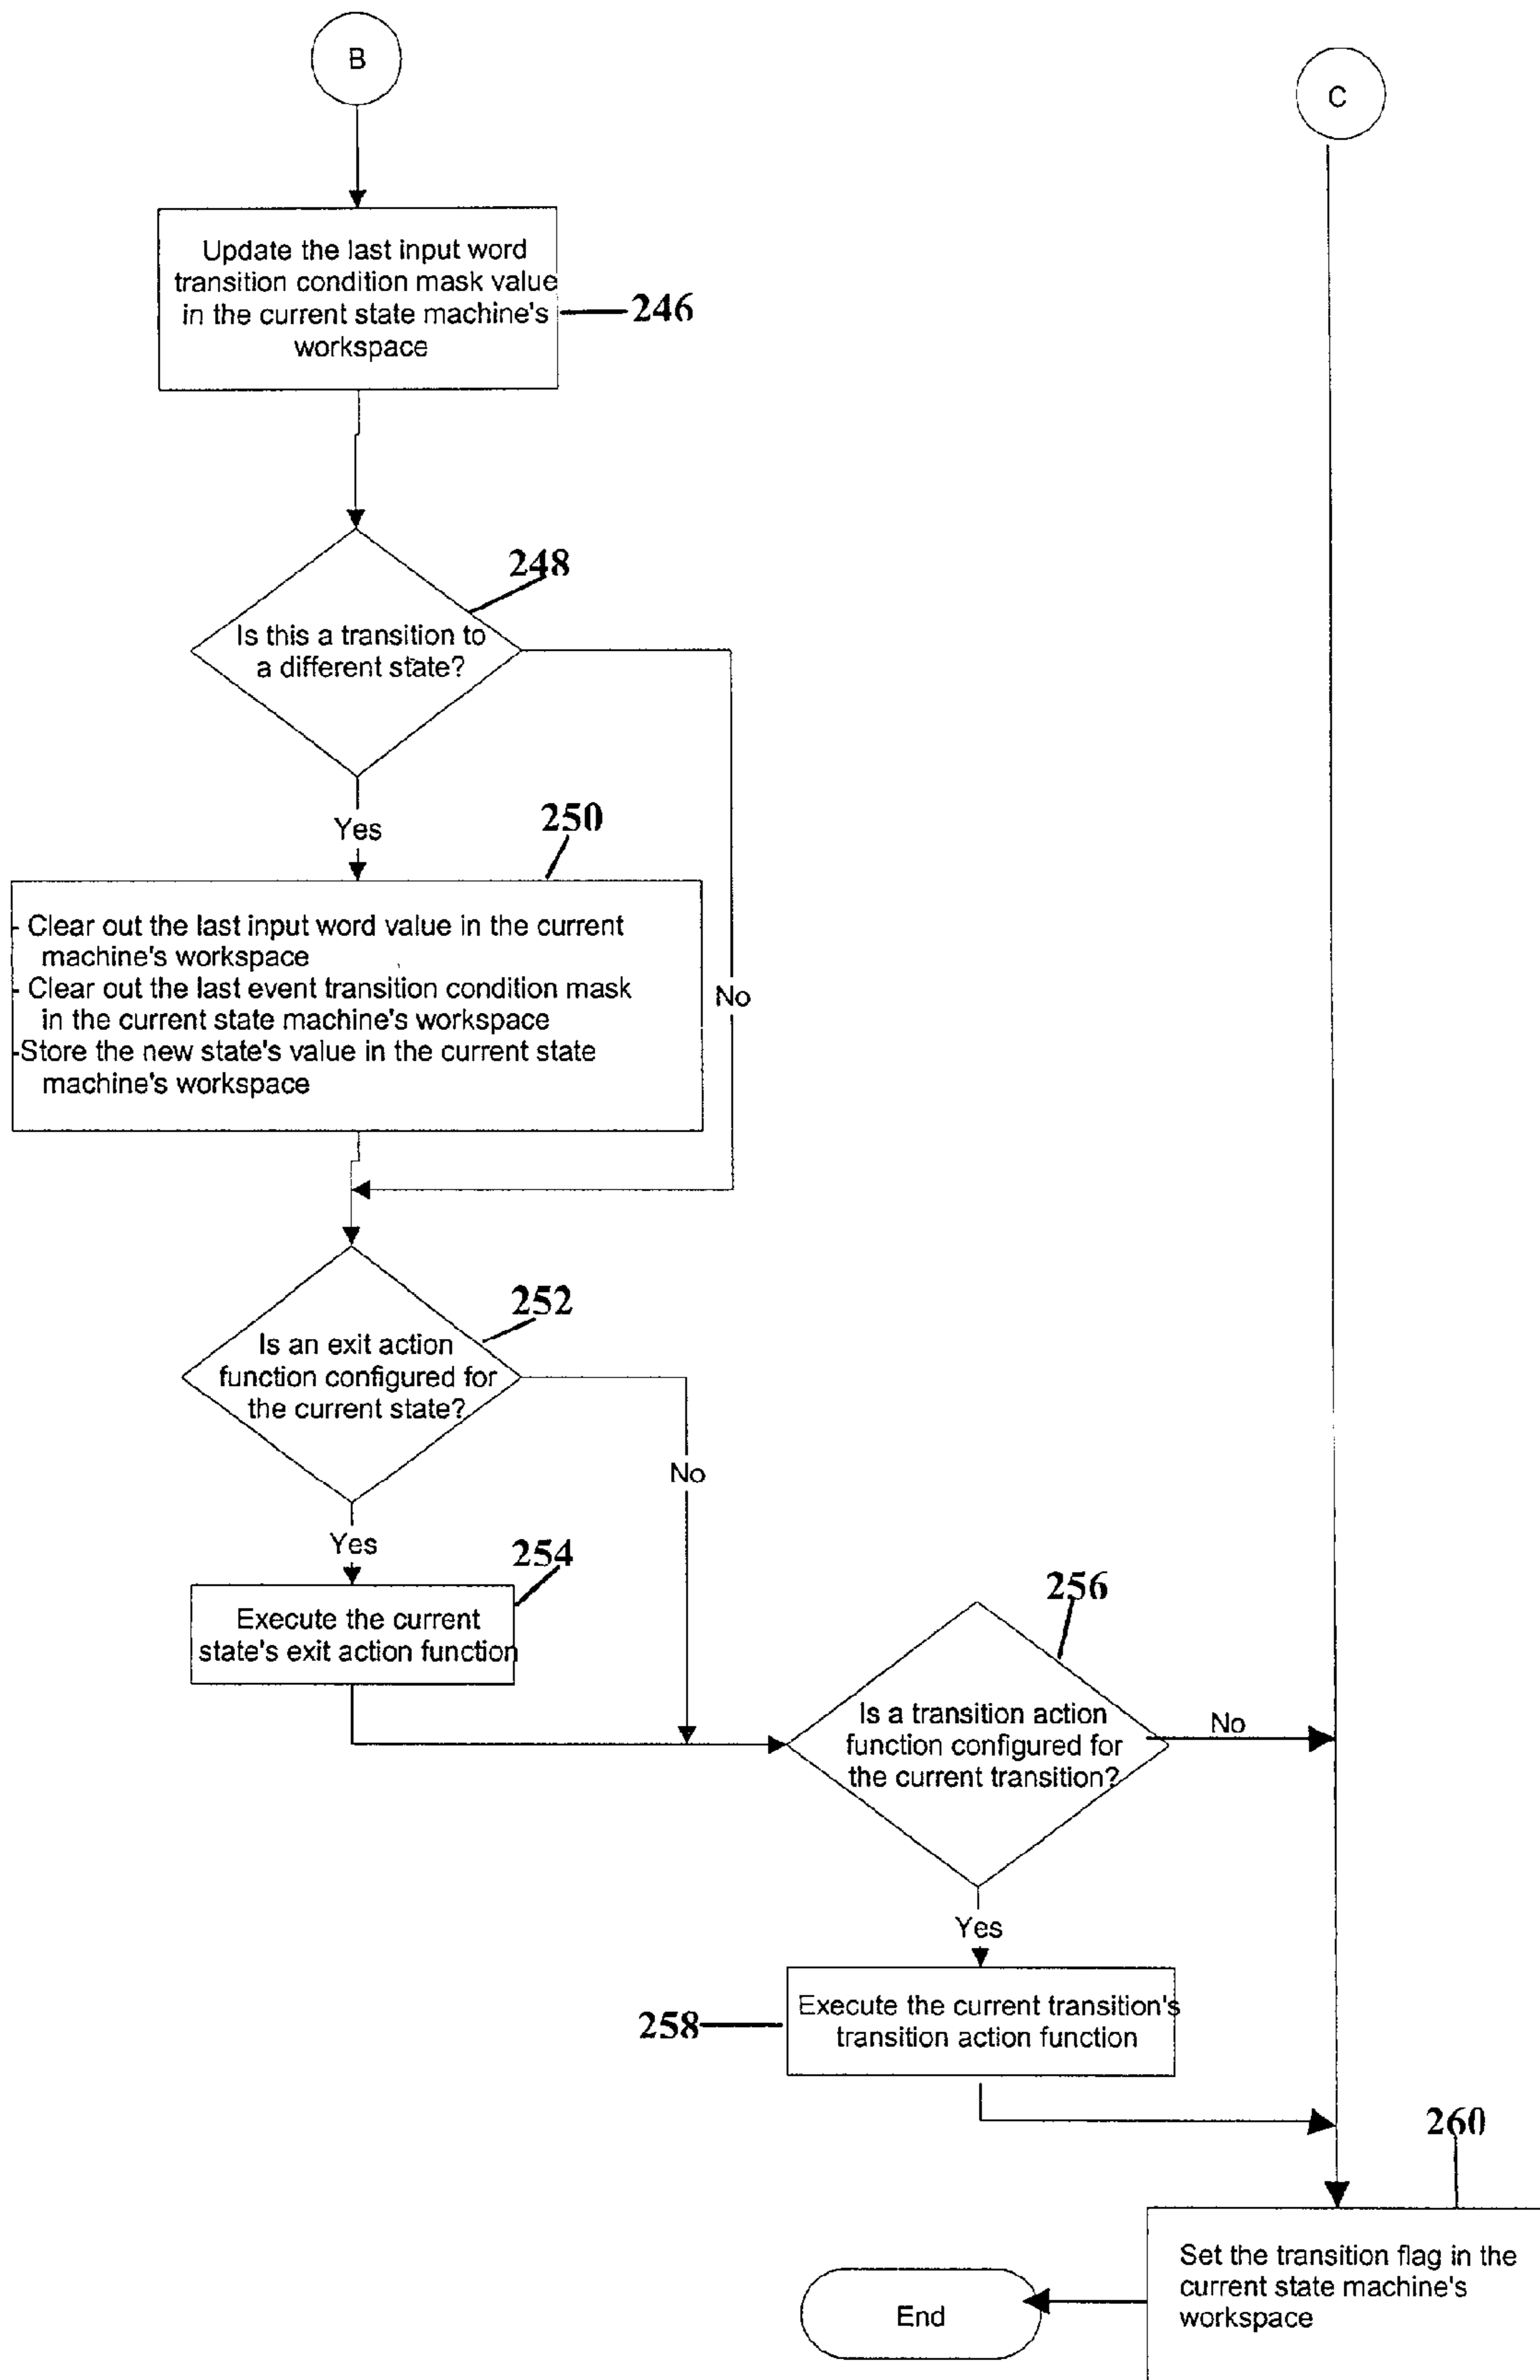 B
C
Update the last input word
transition condition mask value
in the current state machine's
workspace
246
248
Is this a transition to
a different state?
Yes
250
- Clear out the last input word value in the current
machine's workspace
- Clear out the last event transition condition mask
in the current state machine's workspace
-Store the new state's value in the current state
machine's workspace
No
252
Is an exit action
function configured for
the current state?
No
Yes
254
Execute the current
state's exit action function
256
Is a transition action
function configured for
the current transition?
No
Yes
258
Execute the current transition's
transition action function
260
Set the transition flag in the
current state machine's
workspace
End